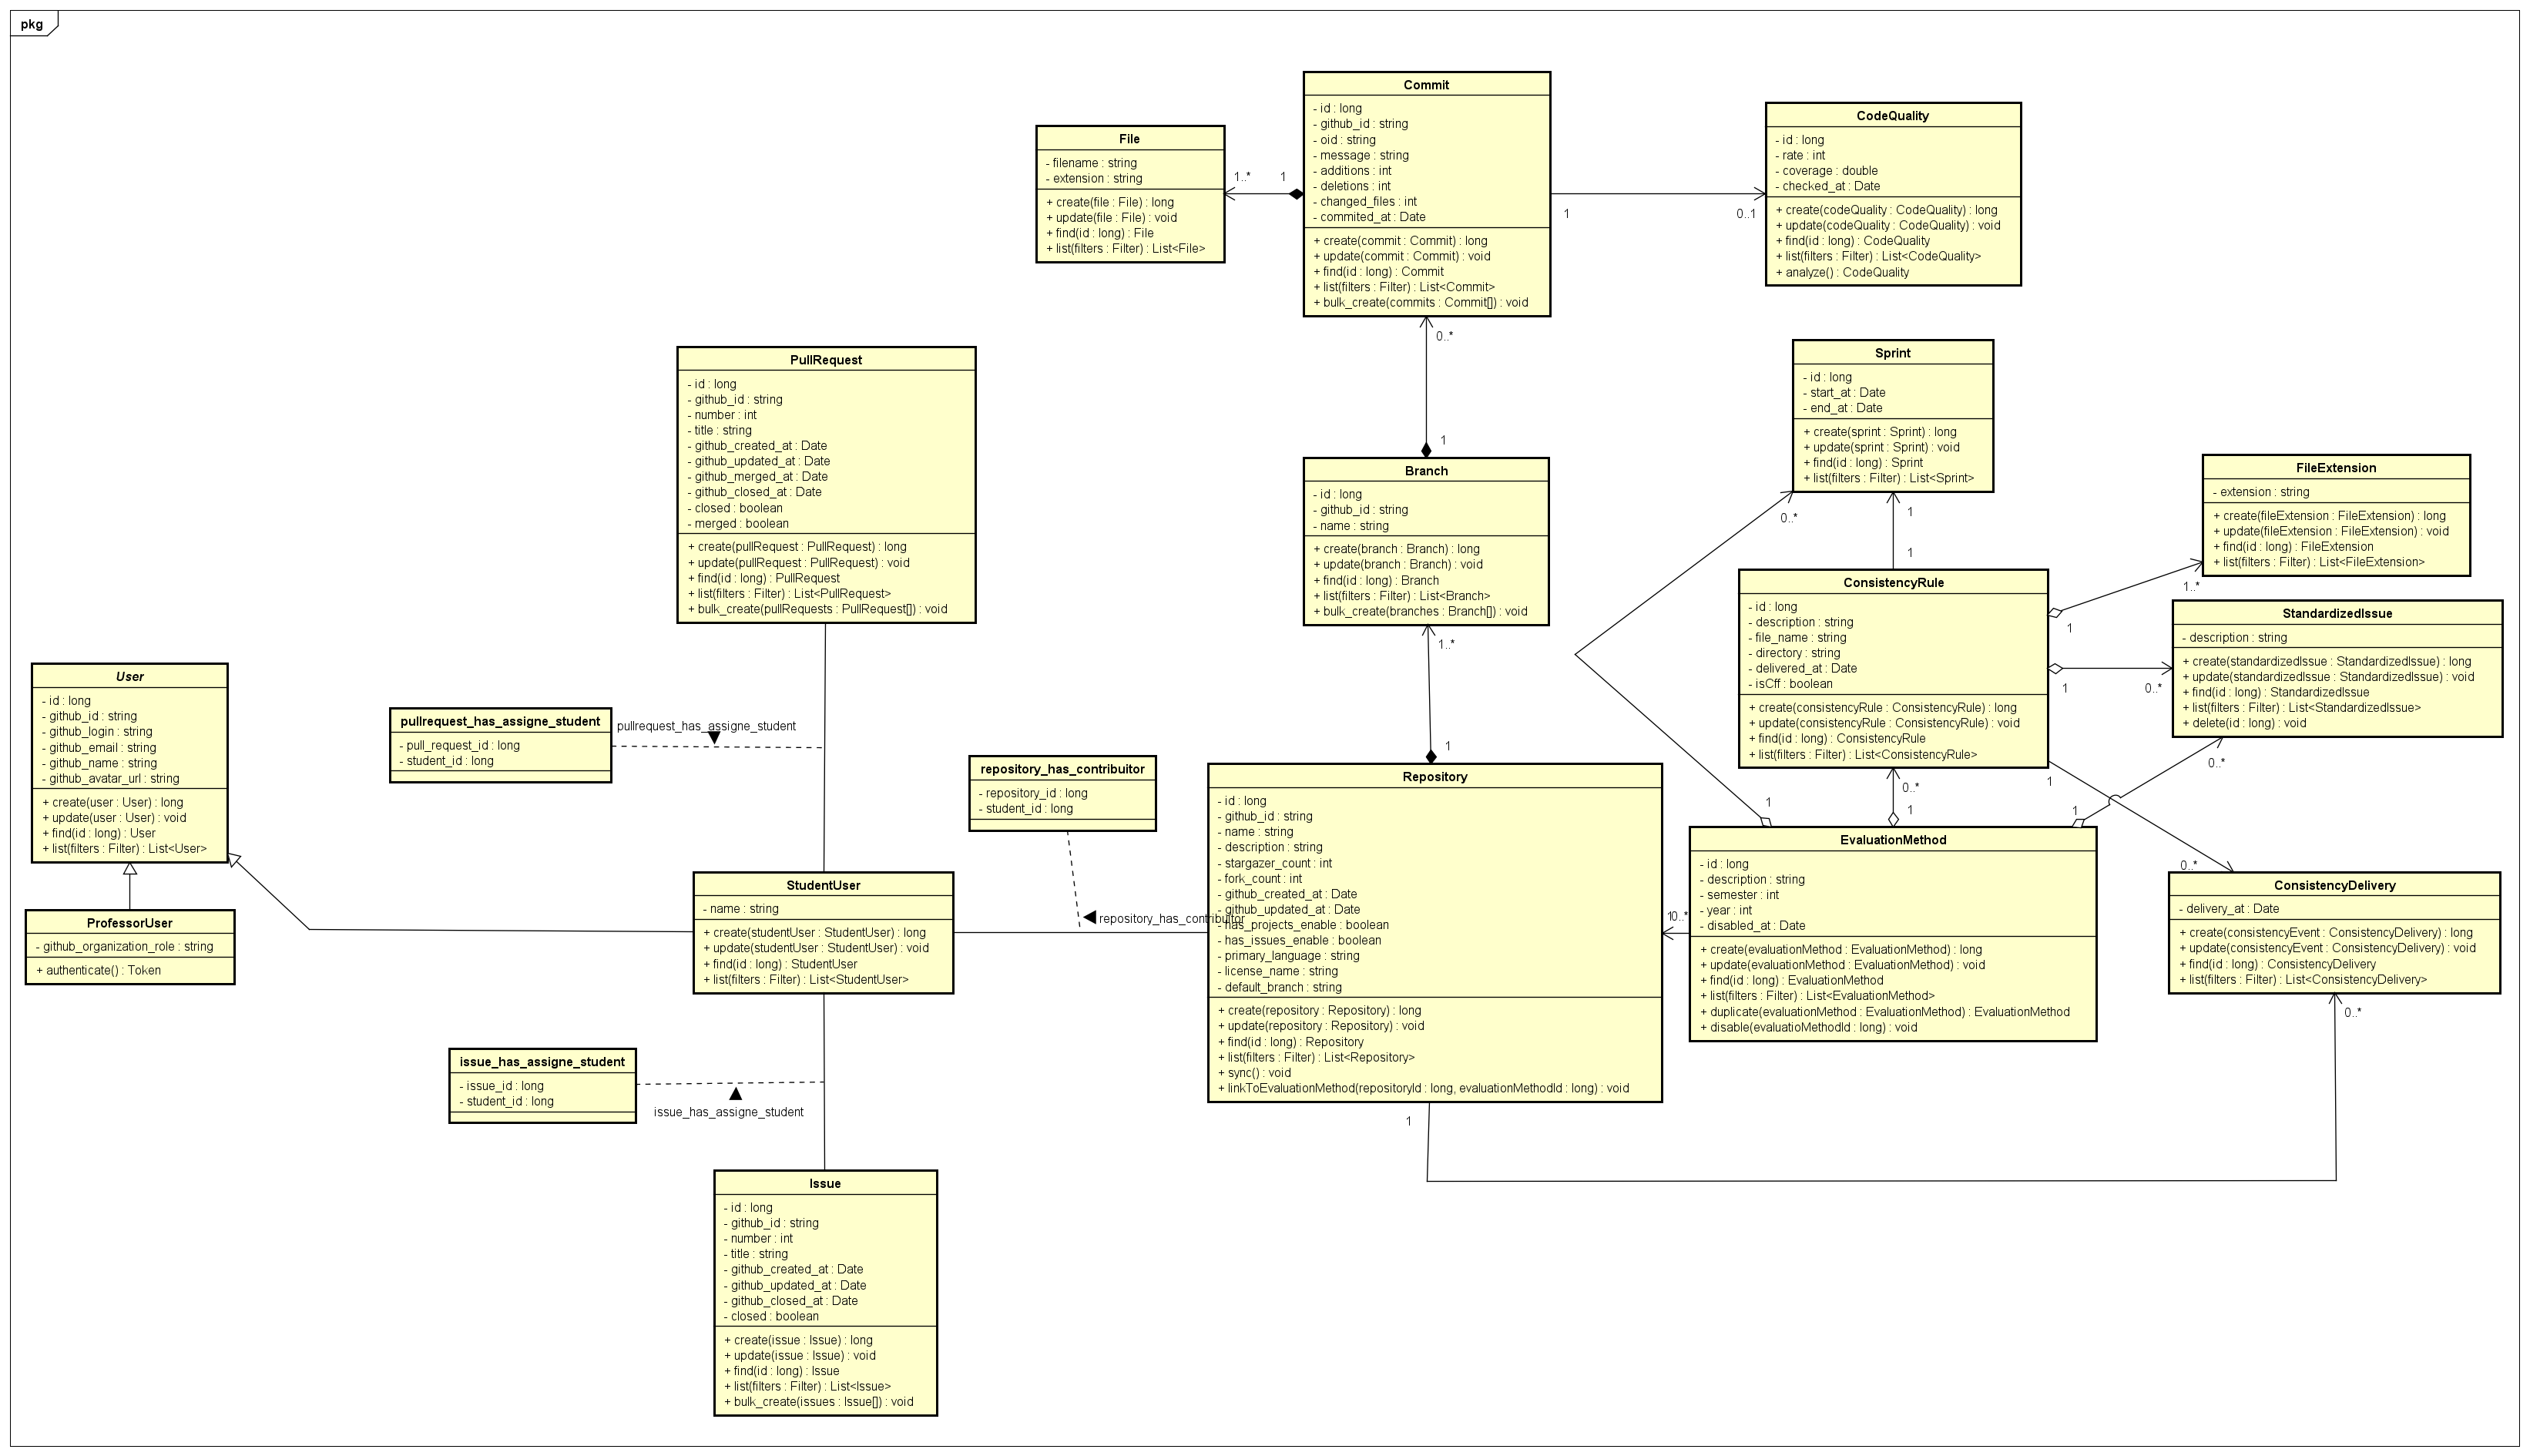 pkg
Commit
- id : long
- github_id : string
- oid : string
- message : string
- additions : int
- deletions : int
- changed_files : int
- commited_at : Date
+ create(commit : Commit) : long
+ update(commit : Commit) : void
+ find(id : long) : Commit
+ list(filters : Filter) : List<Commit>
+ bulk_create(commits : Commit[]) : void
File
- filename : string
- extension : string
+ create(file : File) : long
+ update(file : File) : void
+ find(id : long) : File
+ list(filters : Filter) : List<File>
1..*
1
CodeQuality
- id : long
- rate : int
- coverage : double
- checked_at : Date
+ create(codeQuality : CodeQuality) : long
+ update(codeQuality : CodeQuality) : void
+ find(id : long) : CodeQuality
+ list(filters : Filter) : List<CodeQuality>
+ analyze() : CodeQuality
1
0..1
0..*
1
PullRequest
- id : long
- github_id : string
- number : int
- title : string
- github_created_at : Date
- github_updated_at : Date
- github_merged_at : Date
- github_closed_at : Date
- closed : boolean
- merged : boolean
+ create(pullRequest : PullRequest) : long
+ update(pullRequest : PullRequest) : void
+ find(id : long) : PullRequest
+ list(filters : Filter) : List<PullRequest>
+ bulk_create(pullRequests : PullRequest[]) : void
Branch
- id : long
- github_id : string
- name : string
+ create(branch : Branch) : long
+ update(branch : Branch) : void
+ find(id : long) : Branch
+ list(filters : Filter) : List<Branch>
+ bulk_create(branches : Branch[]) : void
1..*
1
Sprint
- id : long
- start_at : Date
- end_at : Date
+ create(sprint : Sprint) : long
+ update(sprint : Sprint) : void
+ find(id : long) : Sprint
+ list(filters : Filter) : List<Sprint>
0..*
1
1
FileExtension
- extension : string
+ create(fileExtension : FileExtension) : long
+ update(fileExtension : FileExtension) : void
+ find(id : long) : FileExtension
+ list(filters : Filter) : List<FileExtension>
1..*
1
ConsistencyRule
- id : long
- description : string
- file_name : string
- directory : string
- delivered_at : Date
- isCff : boolean
+ create(consistencyRule : ConsistencyRule) : long
+ update(consistencyRule : ConsistencyRule) : void
+ find(id : long) : ConsistencyRule
+ list(filters : Filter) : List<ConsistencyRule>
StandardizedIssue
- description : string
+ create(standardizedIssue : StandardizedIssue) : long
+ update(standardizedIssue : StandardizedIssue) : void
+ find(id : long) : StandardizedIssue
+ list(filters : Filter) : List<StandardizedIssue>
+ delete(id : long) : void
1
0..*
0..*
1
1
0..*
1
1
0..*
User
- id : long
- github_id : string
- github_login : string
- github_email : string
- github_name : string
- github_avatar_url : string
+ create(user : User) : long
+ update(user : User) : void
+ find(id : long) : User
+ list(filters : Filter) : List<User>
pullrequest_has_assigne_student
- pull_request_id : long
- student_id : long
pullrequest_has_assigne_student
repository_has_contribuitor
- repository_id : long
- student_id : long
repository_has_contribuitor
Repository
- id : long
- github_id : string
- name : string
- description : string
- stargazer_count : int
- fork_count : int
- github_created_at : Date
- github_updated_at : Date
- has_projects_enable : boolean
- has_issues_enable : boolean
- primary_language : string
- license_name : string
- default_branch : string
+ create(repository : Repository) : long
+ update(repository : Repository) : void
+ find(id : long) : Repository
+ list(filters : Filter) : List<Repository>
+ sync() : void
+ linkToEvaluationMethod(repositoryId : long, evaluationMethodId : long) : void
1
0..*
EvaluationMethod
- id : long
- description : string
- semester : int
- year : int
- disabled_at : Date
+ create(evaluationMethod : EvaluationMethod) : long
+ update(evaluationMethod : EvaluationMethod) : void
+ find(id : long) : EvaluationMethod
+ list(filters : Filter) : List<EvaluationMethod>
+ duplicate(evaluationMethod : EvaluationMethod) : EvaluationMethod
+ disable(evaluatioMethodId : long) : void
ConsistencyDelivery
- delivery_at : Date
+ create(consistencyEvent : ConsistencyDelivery) : long
+ update(consistencyEvent : ConsistencyDelivery) : void
+ find(id : long) : ConsistencyDelivery
+ list(filters : Filter) : List<ConsistencyDelivery>
0..*
1
ProfessorUser
- github_organization_role : string
+ authenticate() : Token
StudentUser
- name : string
+ create(studentUser : StudentUser) : long
+ update(studentUser : StudentUser) : void
+ find(id : long) : StudentUser
+ list(filters : Filter) : List<StudentUser>
issue_has_assigne_student
- issue_id : long
- student_id : long
issue_has_assigne_student
Issue
- id : long
- github_id : string
- number : int
- title : string
- github_created_at : Date
- github_updated_at : Date
- github_closed_at : Date
- closed : boolean
+ create(issue : Issue) : long
+ update(issue : Issue) : void
+ find(id : long) : Issue
+ list(filters : Filter) : List<Issue>
+ bulk_create(issues : Issue[]) : void